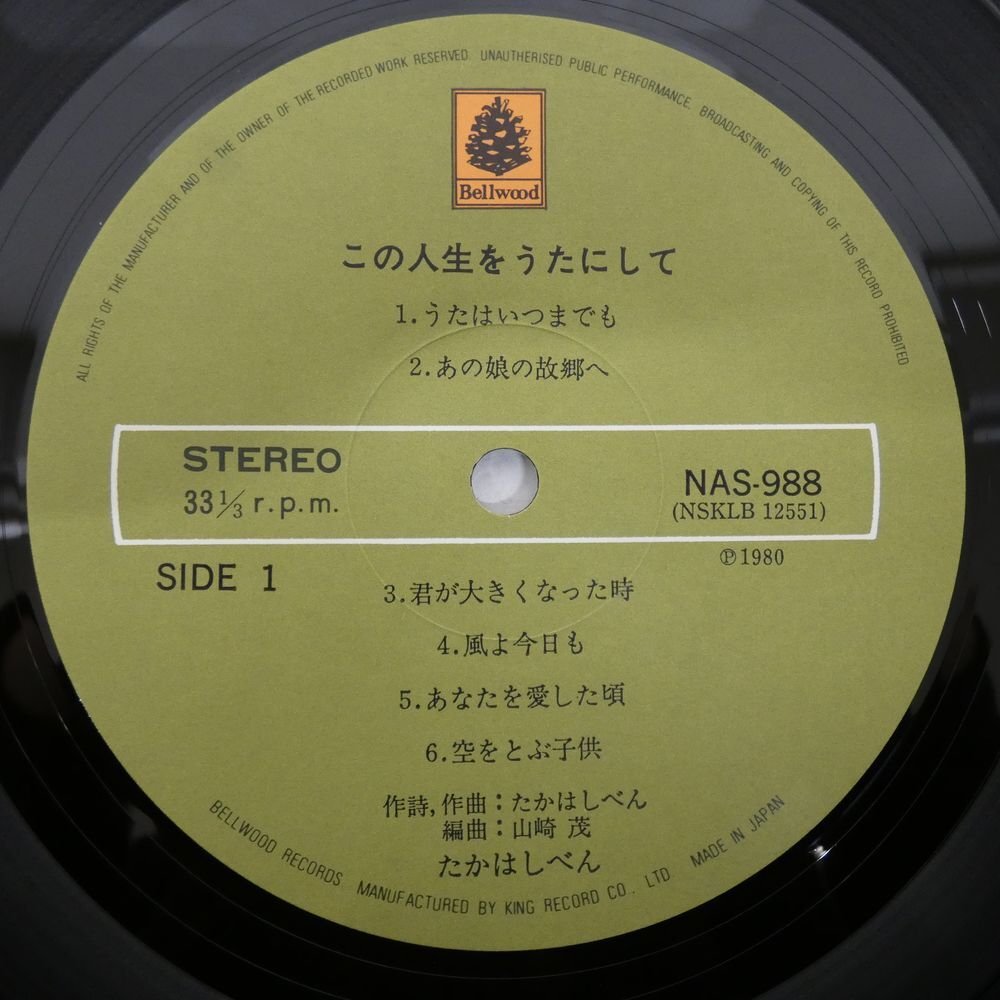 ALL RIGHTS OF THE MANUFACTURER AND OF THE OWNER OF THE RECORDED WORK RESERVED. UNAUTHORISED PUBLIC PERFORMANCE, BROADCASTING AND COPYING OF THIS RECORD PROHIBITED
Bellwood
この人生をうたにして
1.うたはいつまでも
2.あの娘の故郷へ
STEREO
33 1/3 r.p.m.
NAS-988
(NSKLB 12551)
℗1980
SIDE 1
3.君が大きくなった時
4.風よ今日も
5.あなたを愛した頃
6.空をとぶ子供
作詩,作曲：たかはしべん
編曲：山崎 茂
たかはしべん
BELLWOOD RECORDS MANUFACTURED BY KING RECORD CO., LTD. MADE IN JAPAN